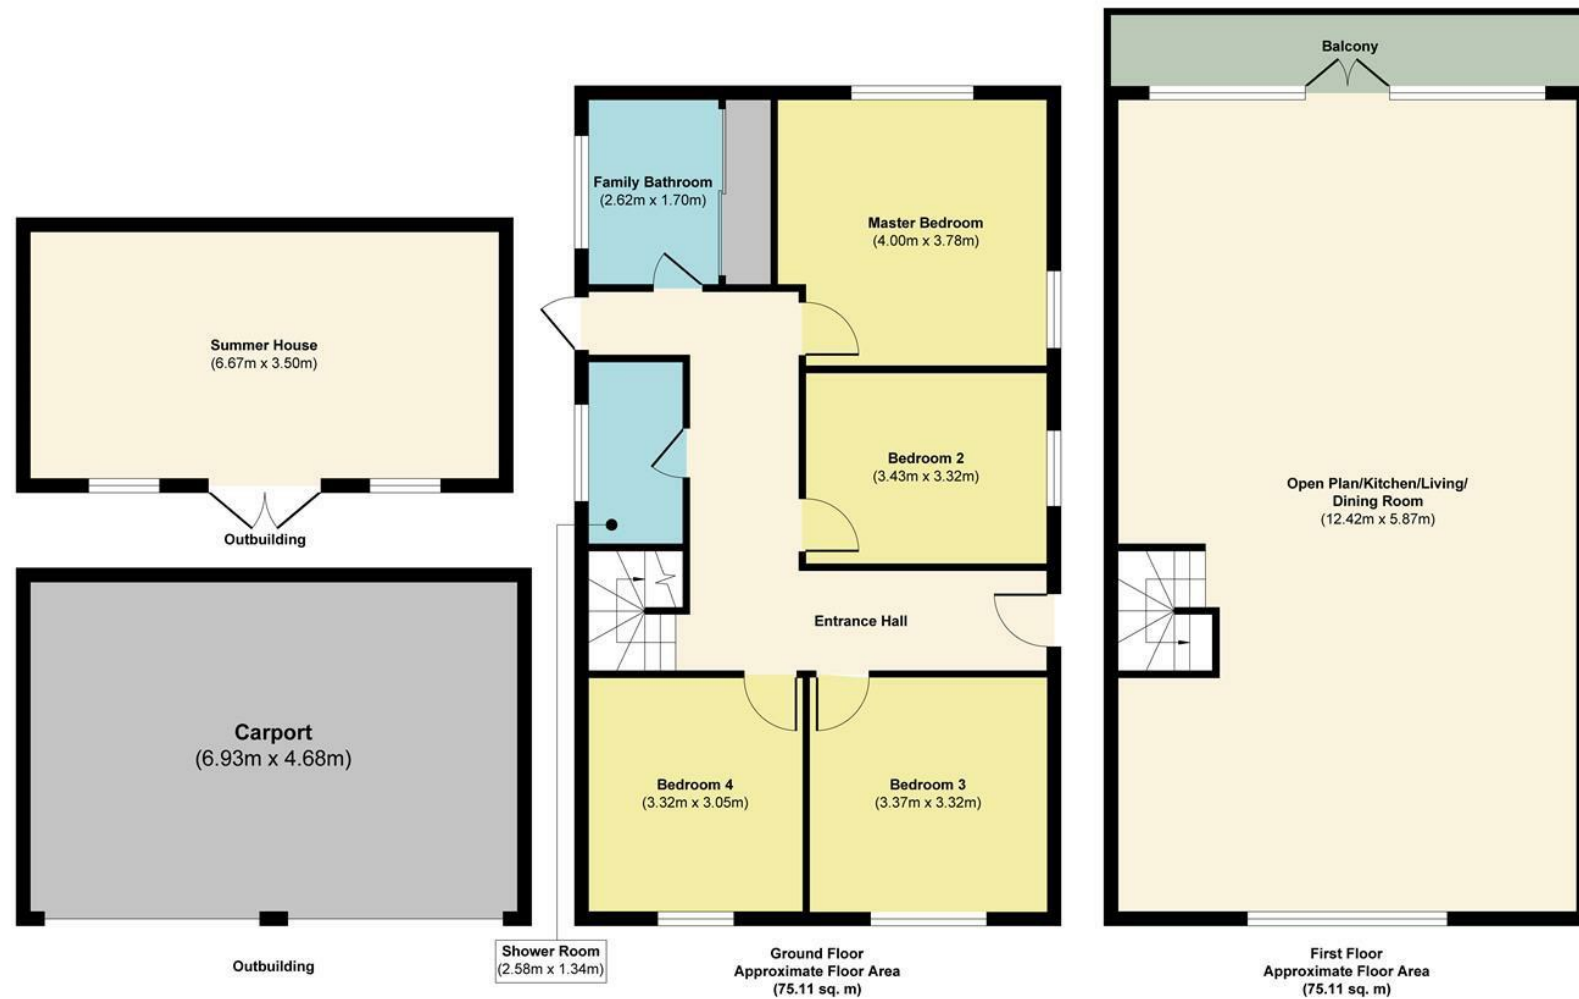 Balcony
Family Bathroom
(2.62m x 1.70m)
Master Bedroom
(4.00m x 3.78m)
Summer House
(6.67m x 3.50m)
Bedroom 2
(3.43m x 3.32m)
Open Plan/Kitchen/Living/
Dining Room
(12.42m x 5.87m)
Outbuilding
Entrance Hall
Carport
(6.93m x 4.68m)
Bedroom 4
(3.32m x 3.05m)
Bedroom 3
(3.37m x 3.32m)
Outbuilding
Shower Room
(2.58m x 1.34m)
Ground Floor
Approximate Floor Area
(75.11 sq. m)
First Floor
Approximate Floor Area
(75.11 sq. m)